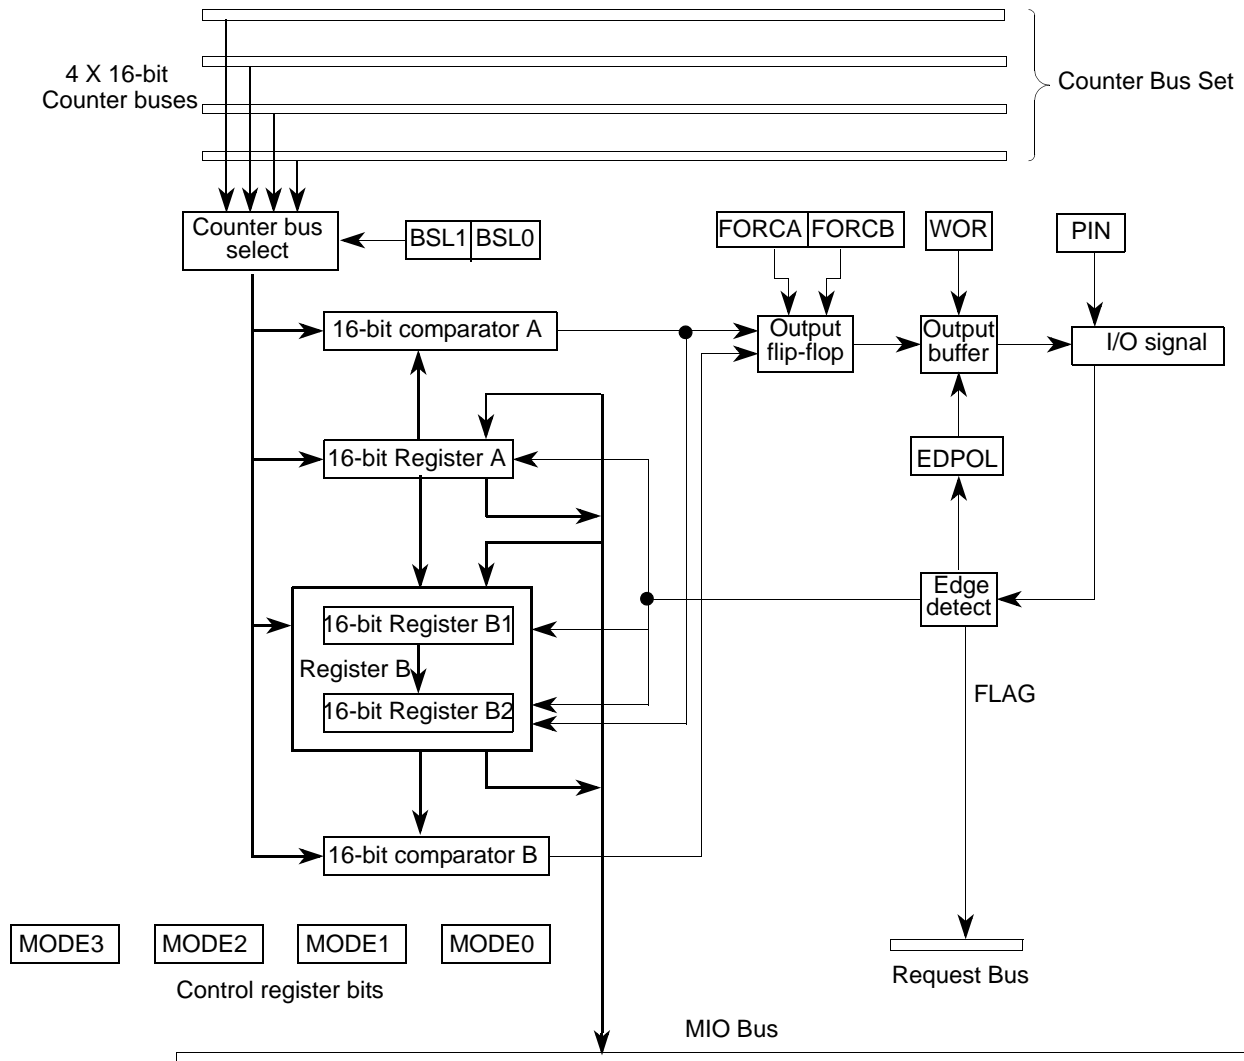 4 X 16-bit
Counter buses
Counter Bus Set
Counter bus
select
BSL1
BSL0
FORCA
FORCB
WOR
PIN
16-bit comparator A
Output
flip-flop
Output
buffer
I/O signal
16-bit Register A
EDPOL
Edge
detect
16-bit Register B1
Register B
16-bit Register B2
FLAG
16-bit comparator B
MODE3
MODE2
MODE1
MODE0
Control register bits
Request Bus
MIO Bus